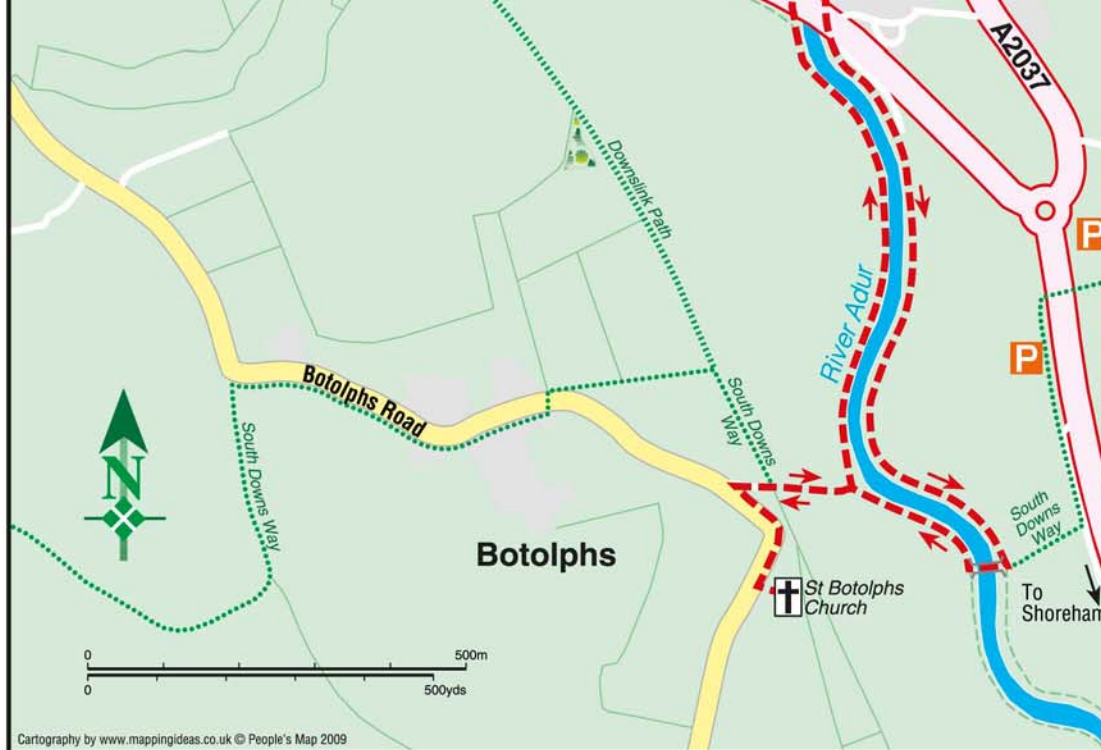 A2037
Downslink Path
P
River Adur
P
Botolphs Road
South Downs
Way
N
South Downs Way
South
Downs
Way
Botolphs
St Botolphs
Church
To
Shoreham
0
500m
0
500yds
Cartography by www.mappingideas.co.uk © People's Map 2009